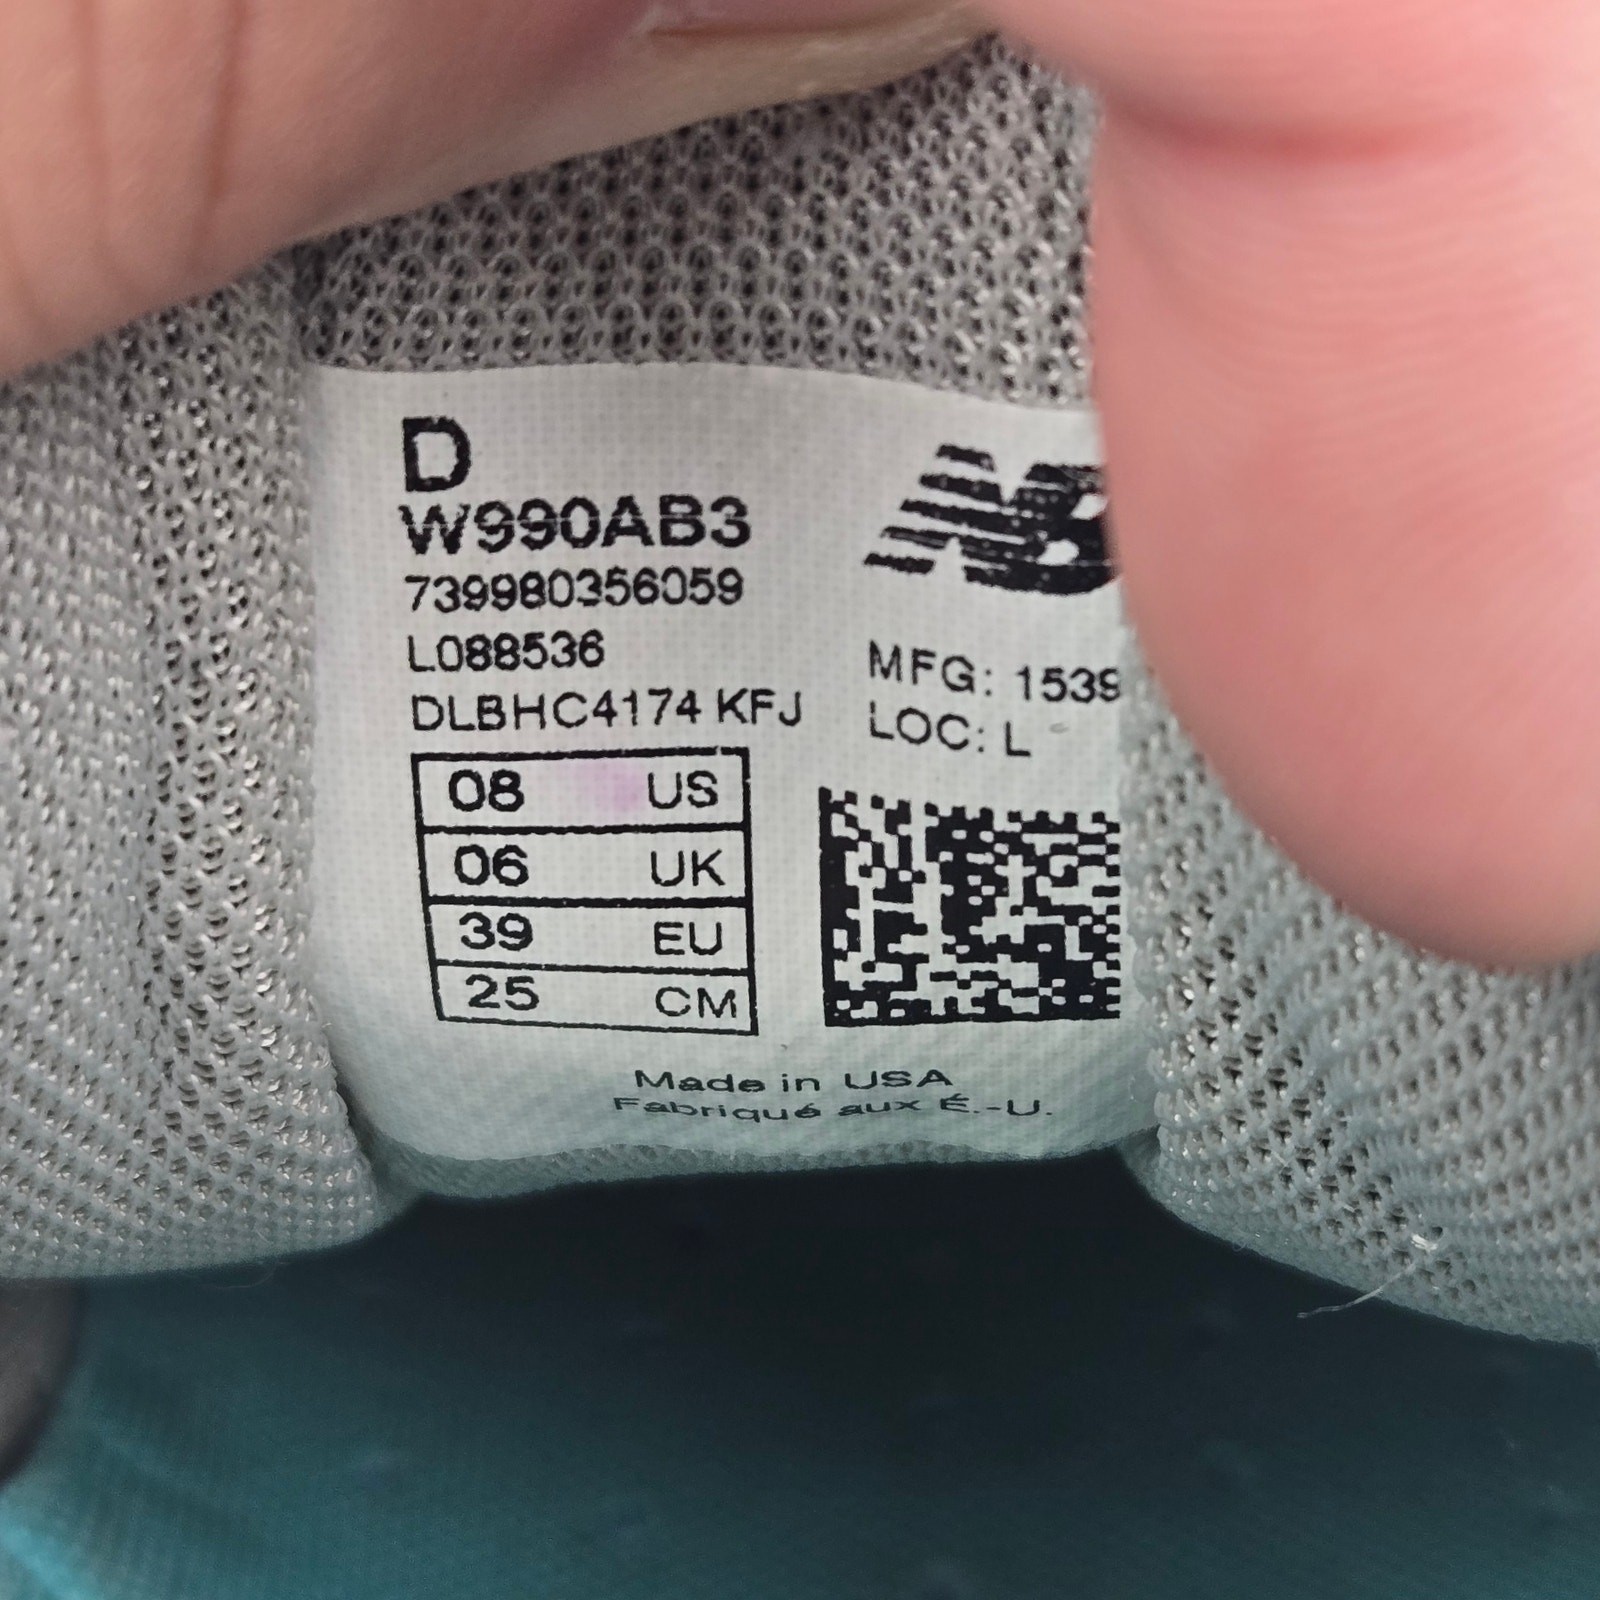 D
W990AB3
739980356059
L088536
DLBHC4174 KFJ
08 US
06 UK
39 EU
25 CM
NB
MFG: 1539
LOC: L
Made in USA
Fabriqué aux É.-U.